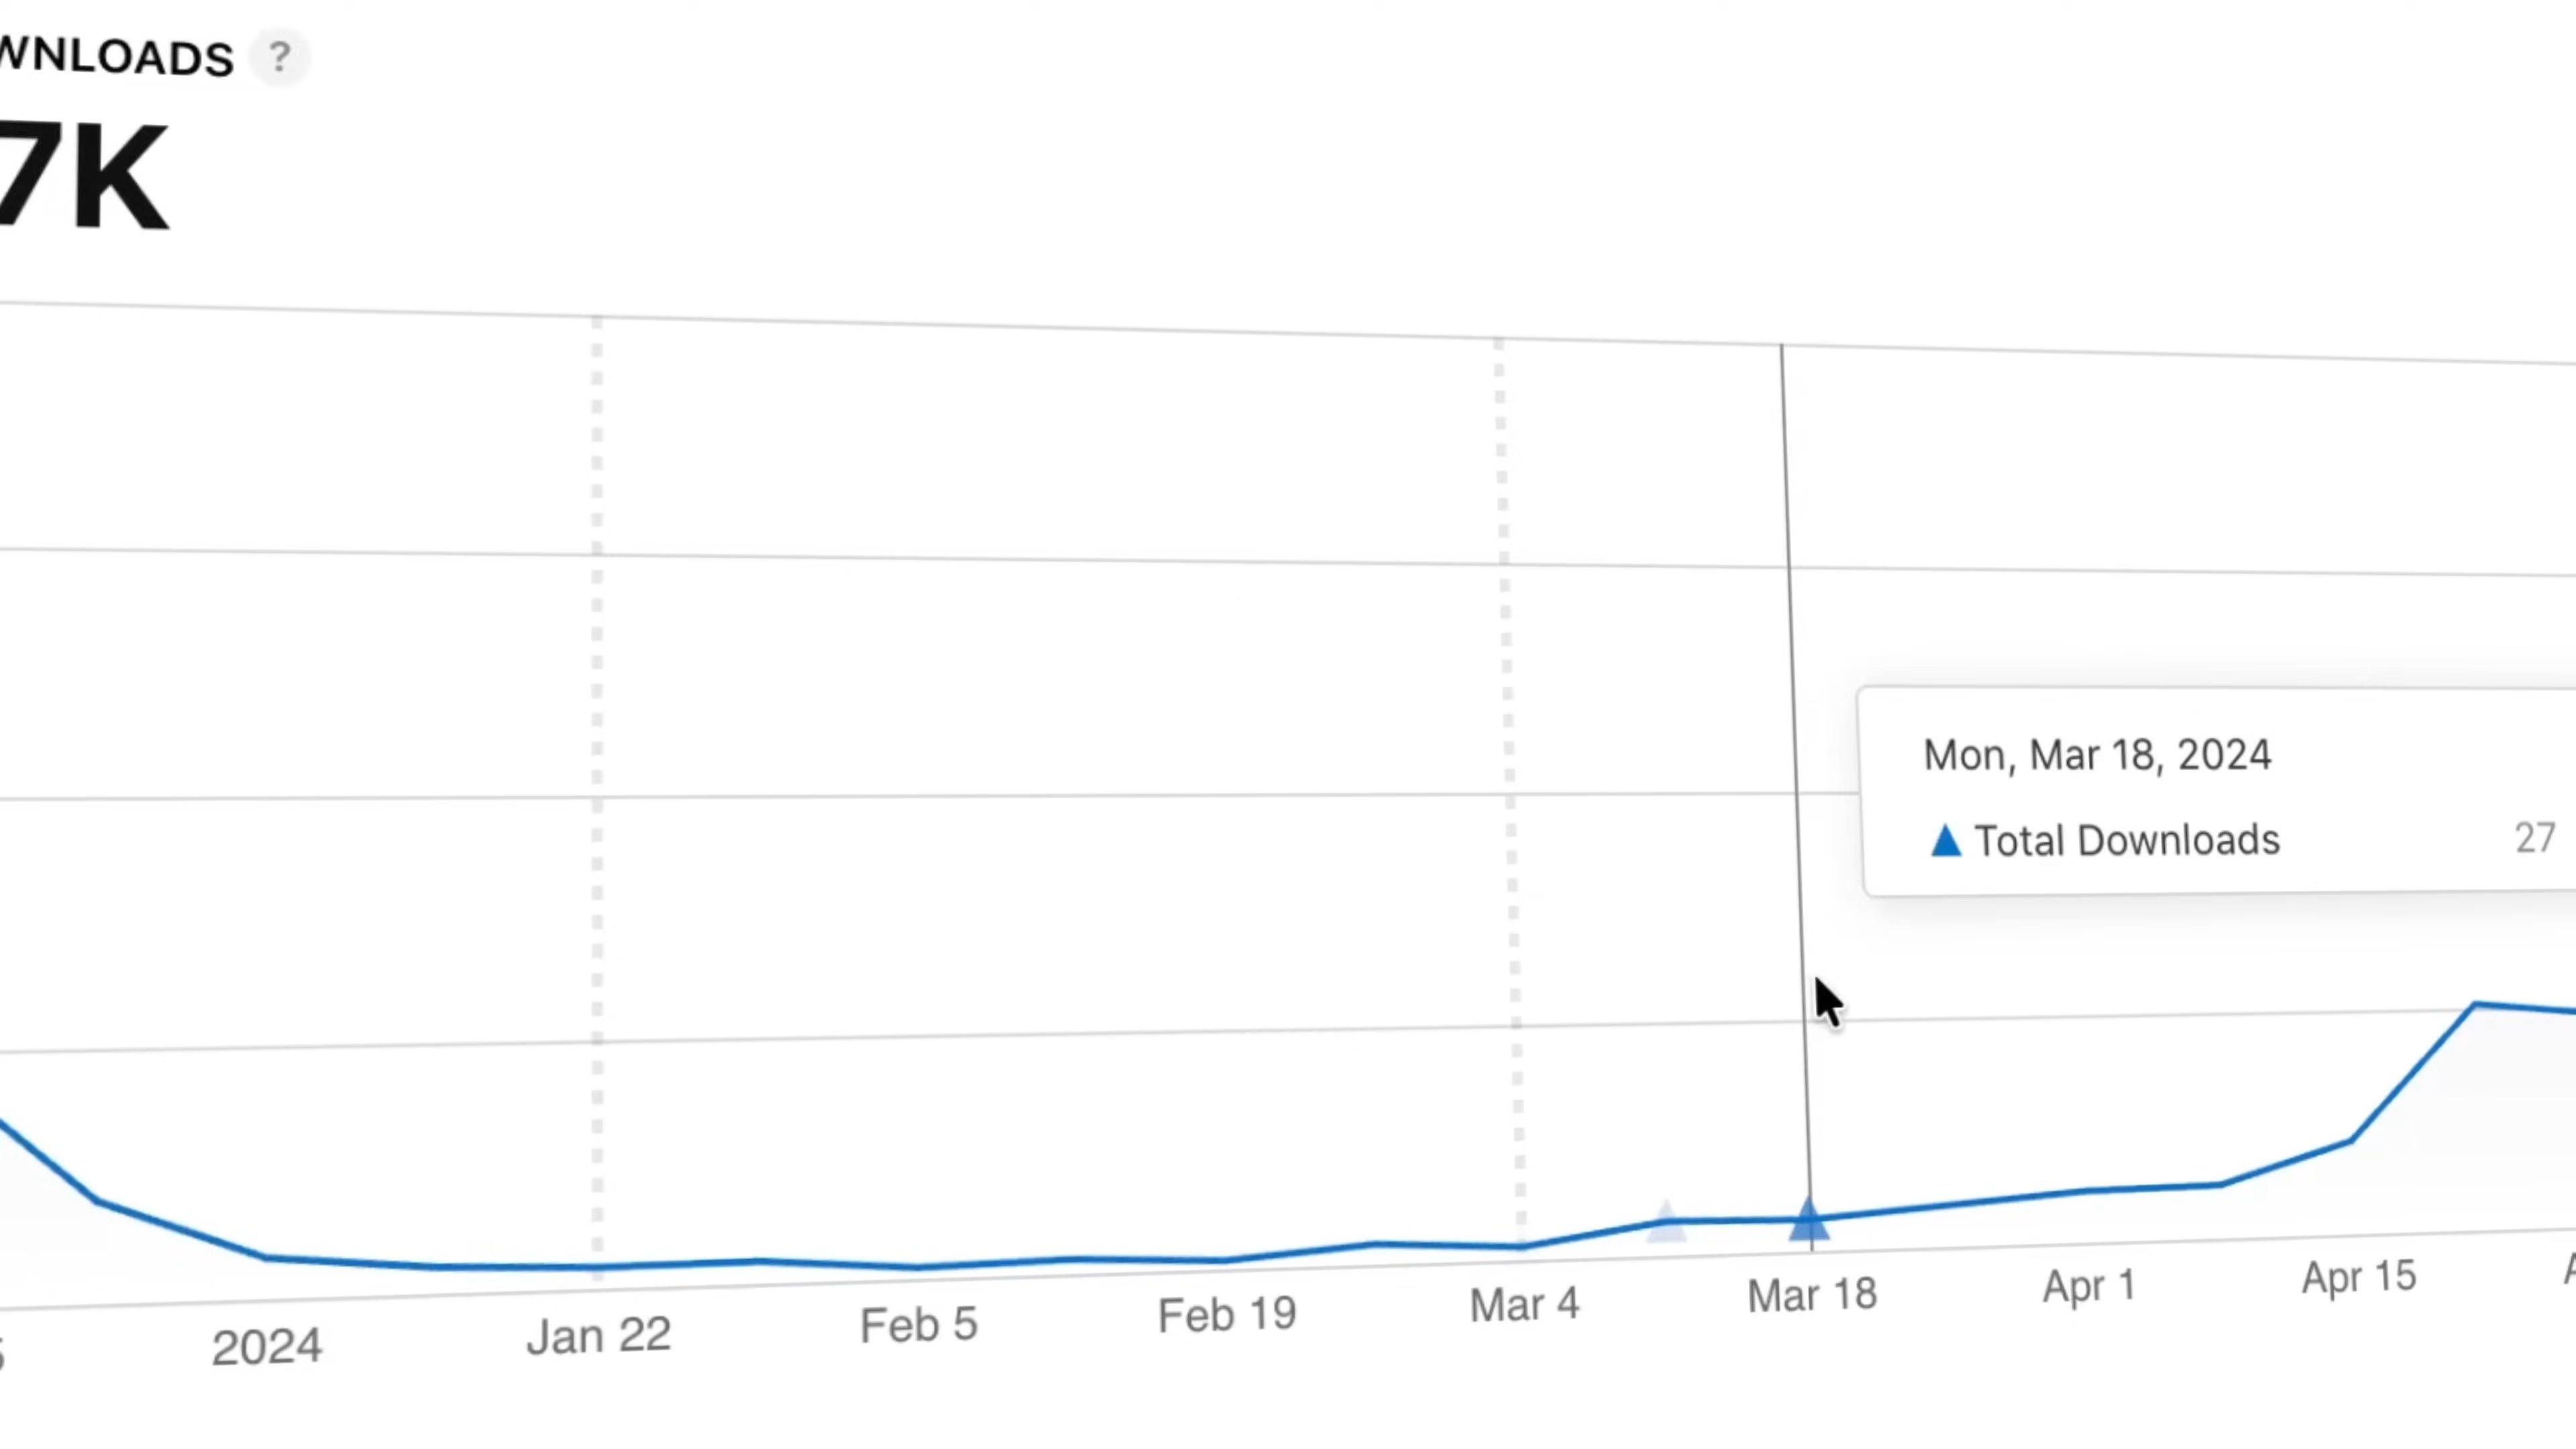 WNLOADS ?
7K
Mon, Mar 18, 2024
Total Downloads 27
2024 Jan 22 Feb 5 Feb 19 Mar 4 Mar 18 Apr 1 Apr 15